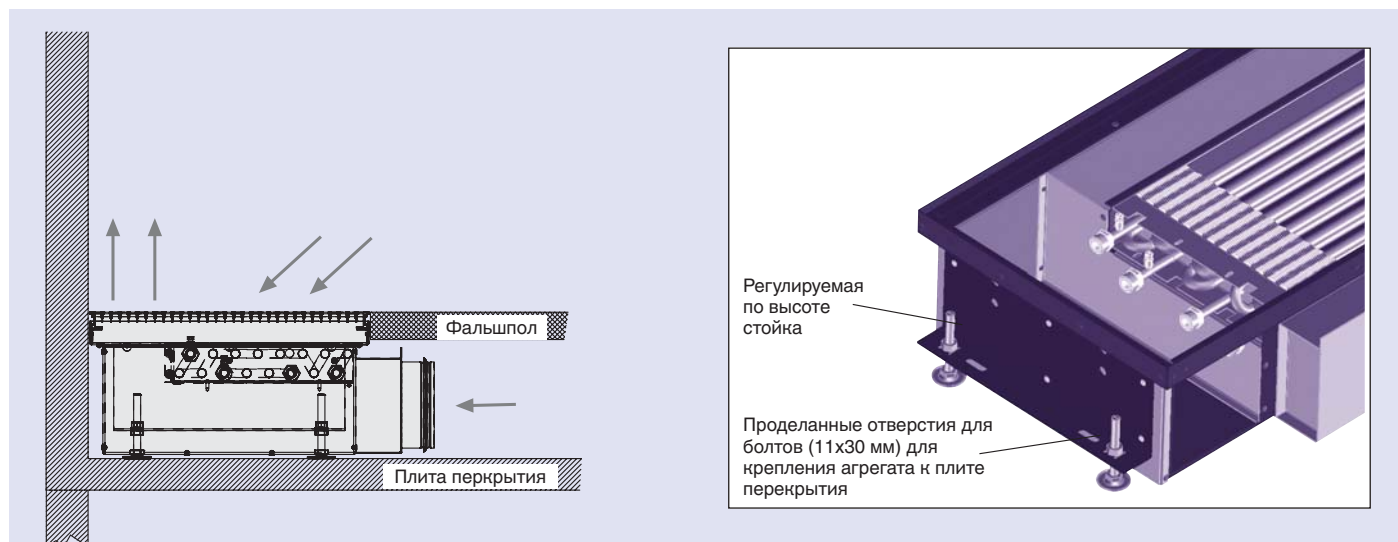 Фальшпол
Плита перкрытия
Регулируемая
по высоте
стойка
Проделанные отверстия для
болтов (11x30 мм) для
крепления агрегата к плите
перекрытия